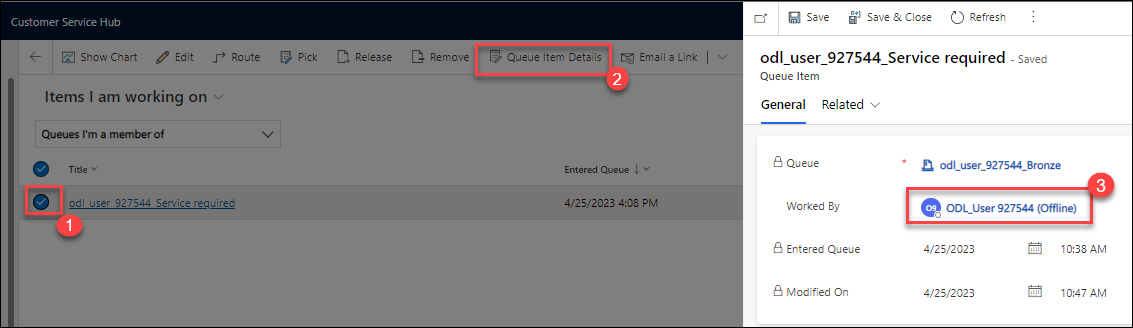 Customer Service Hub
Show Chart Edit Route Pick Release Remove Queue Item Details Email a Link
2
Items I am working on
Queues I'm a member of
Title Entered Queue ↓
odl_user_927544_Service required 4/25/2023 4:08 PM
1
Save Save & Close Refresh
odl_user_927544_Service required - Saved
Queue Item
General Related
Queue * odl_user_927544_Bronze
3
Worked By O9 ODL_User 927544 (Offline)
Entered Queue 4/25/2023 10:38 AM
Modified On 4/25/2023 10:47 AM